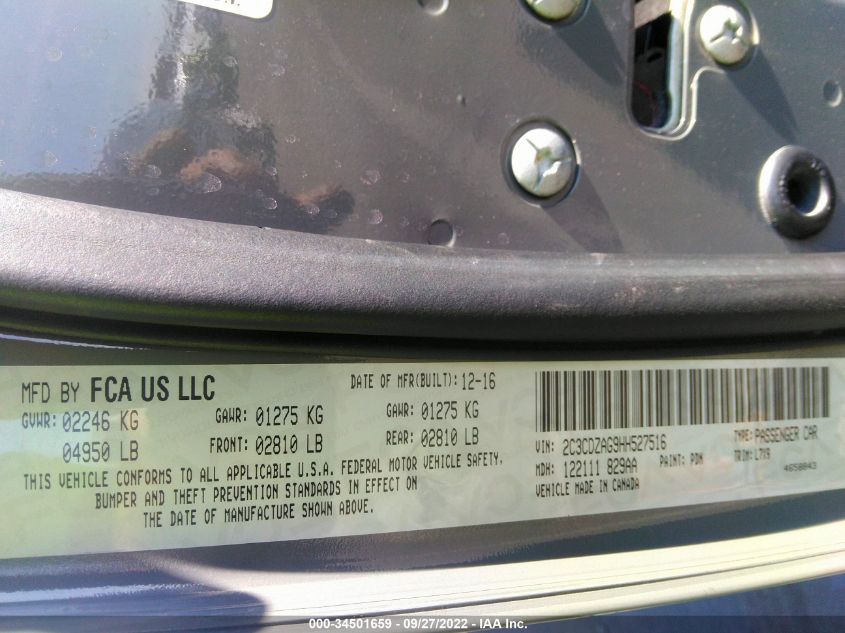 MFD BY FCA US LLC
DATE OF MFR(BUILT): 12-16
GVWR: 02246 KG
GAWR: 01275 KG
GAWR: 01275 KG
04950 LB
FRONT: 02810 LB
REAR: 02810 LB
THIS VEHICLE CONFORMS TO ALL APPLICABLE U.S.A. FEDERAL MOTOR VEHICLE SAFETY,
BUMPER AND THEFT PREVENTION STANDARDS IN EFFECT ON
THE DATE OF MANUFACTURE SHOWN ABOVE.
VIN: 2C3CDZAG9HH527516
TYPE: PASSENGER CAR
MDH: 122111 829AA
PAINT: PDN
TRIM: L7X9
VEHICLE MADE IN CANADA
4658843
000-34501659 - 09/27/2022 - IAA Inc.